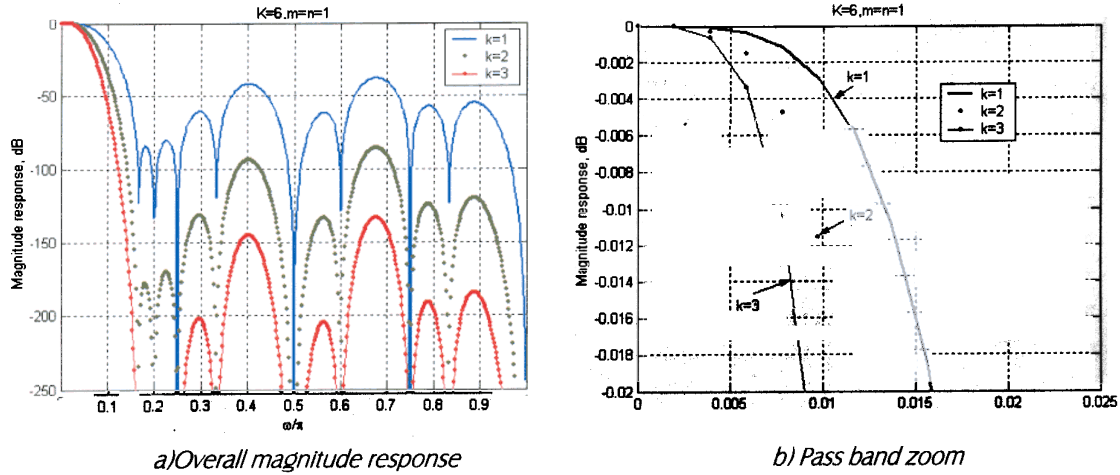 K=6,m=n=1
k=1
k=2
k=3
Magnitude response, dB
0
-50
-100
-150
-200
-250
0.1
0.2
0.3
0.4
0.5
0.6
0.7
0.8
0.9
ω/π
a)Overall magnitude response
K=6,m=n=1
k=1
k=1
k=2
k=3
k=2
k=3
Magnitude response, dB
0
-0.002
-0.004
-0.006
-0.008
-0.01
-0.012
-0.014
-0.016
-0.018
-0.02
0
0.005
0.01
0.015
0.02
0.025
b) Pass band zoom